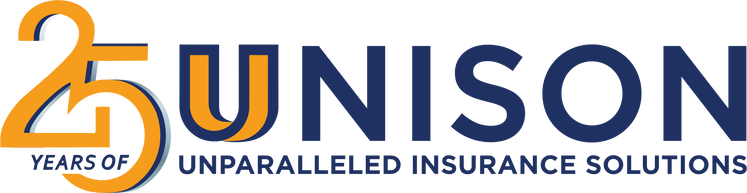 25
YEARS OF
UNISON
UNPARALLELED INSURANCE SOLUTIONS